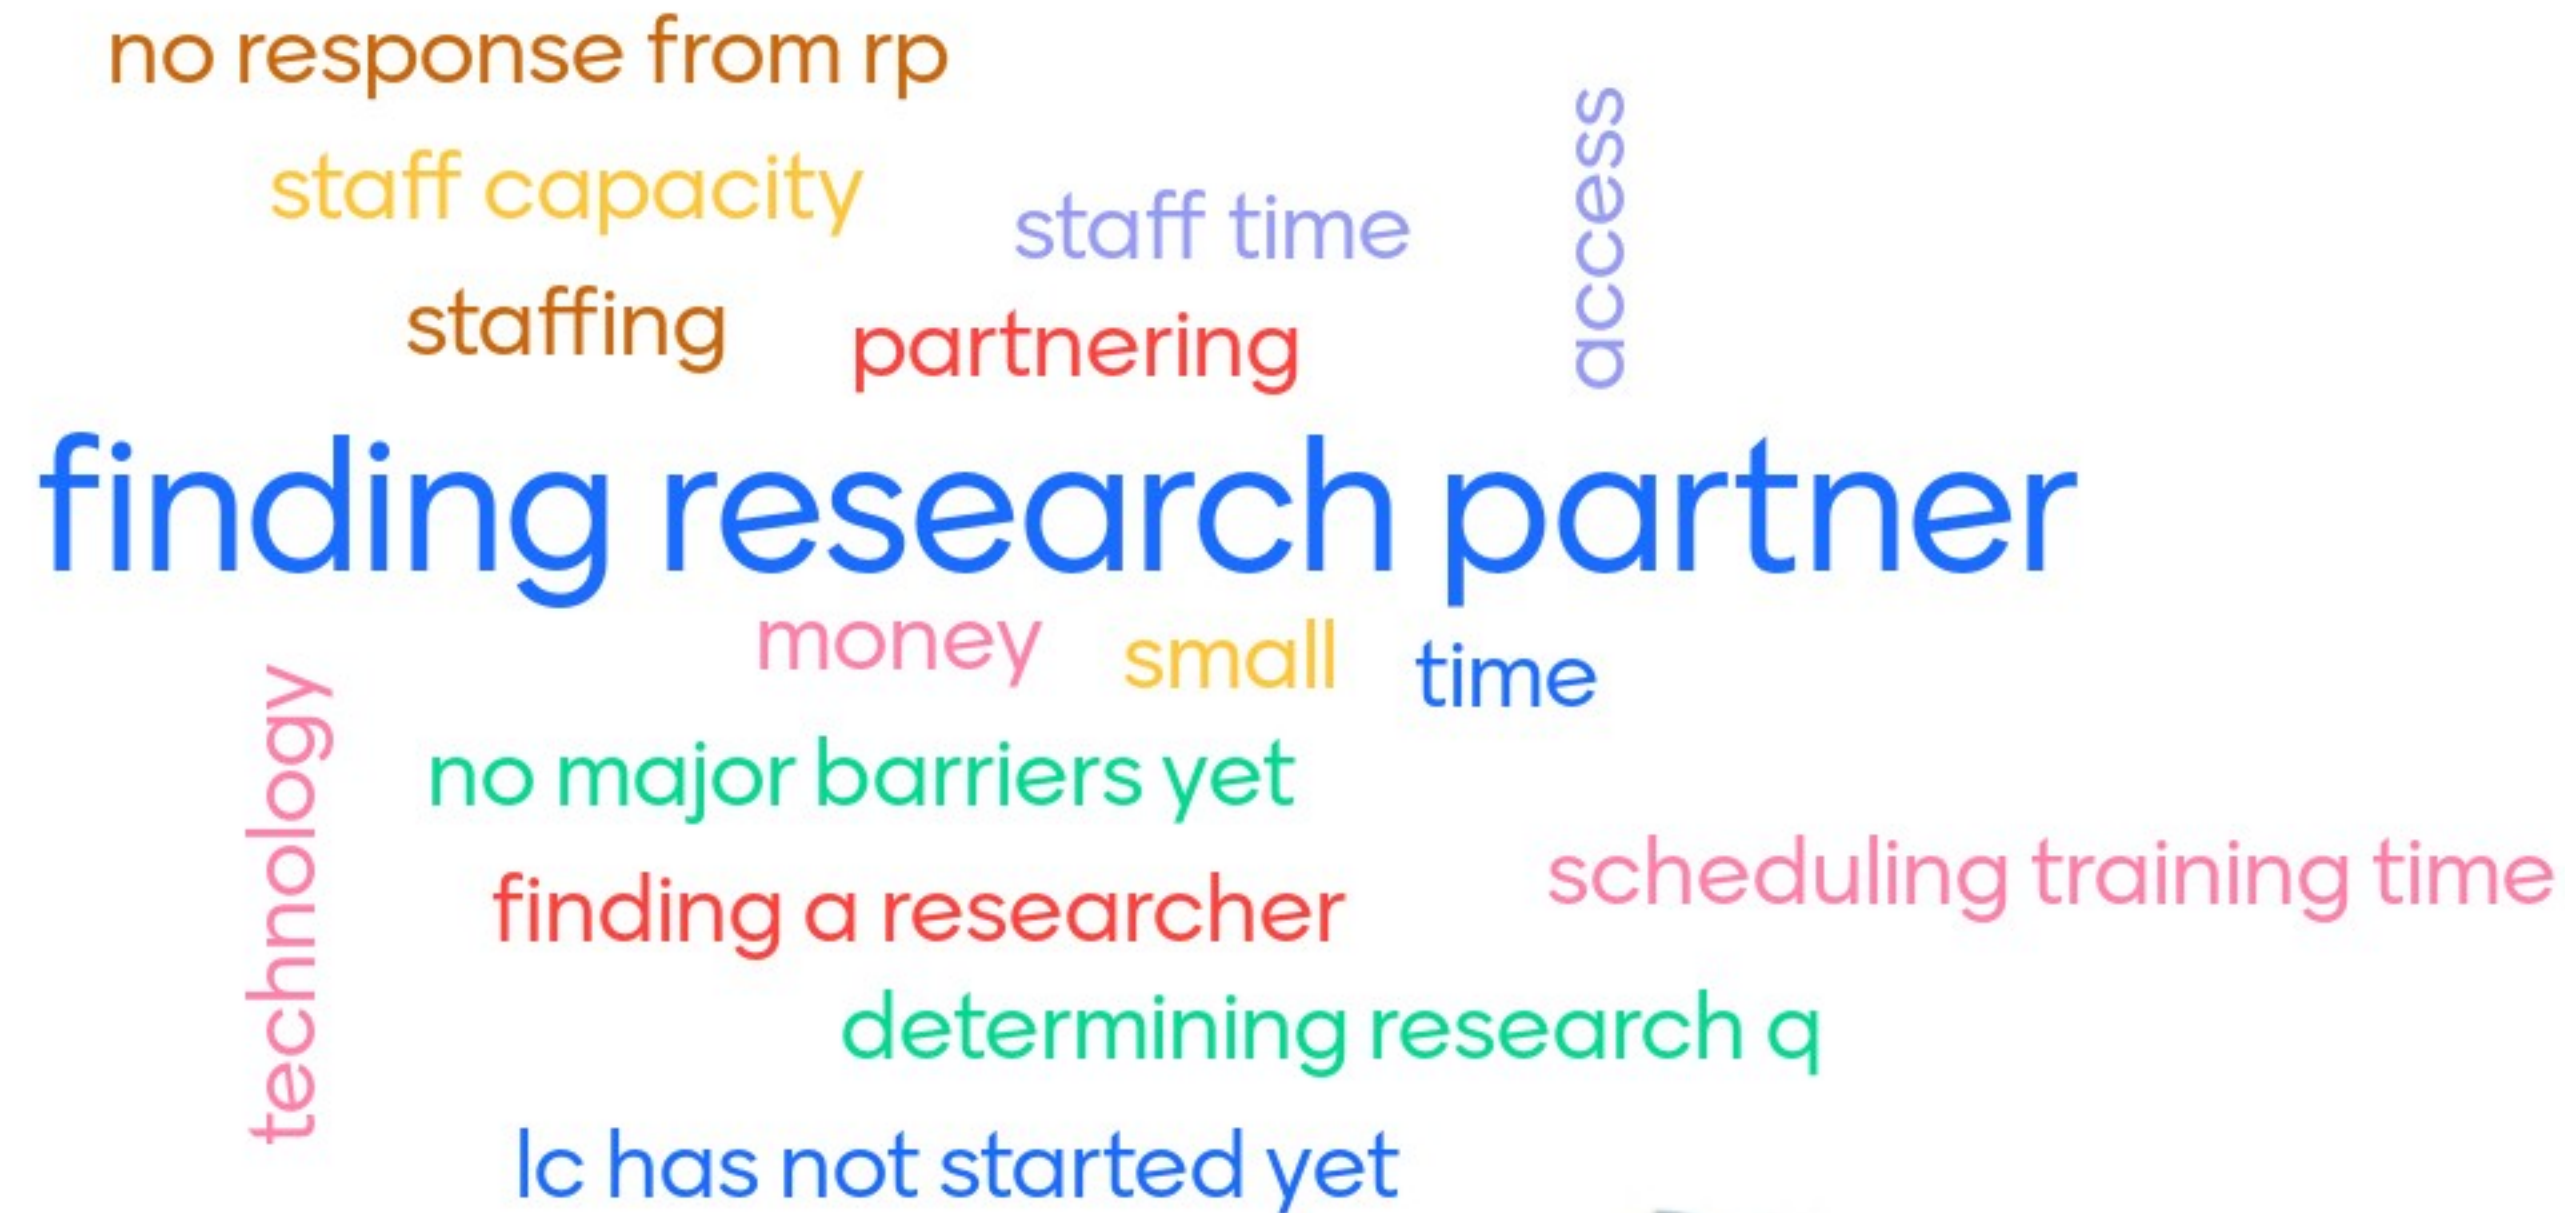 no response from rp
access
staff capacity
staff time
staffing
partnering
finding research partner
money
small
time
technology
no major barriers yet
scheduling training time
finding a researcher
determining research q
lc has not started yet